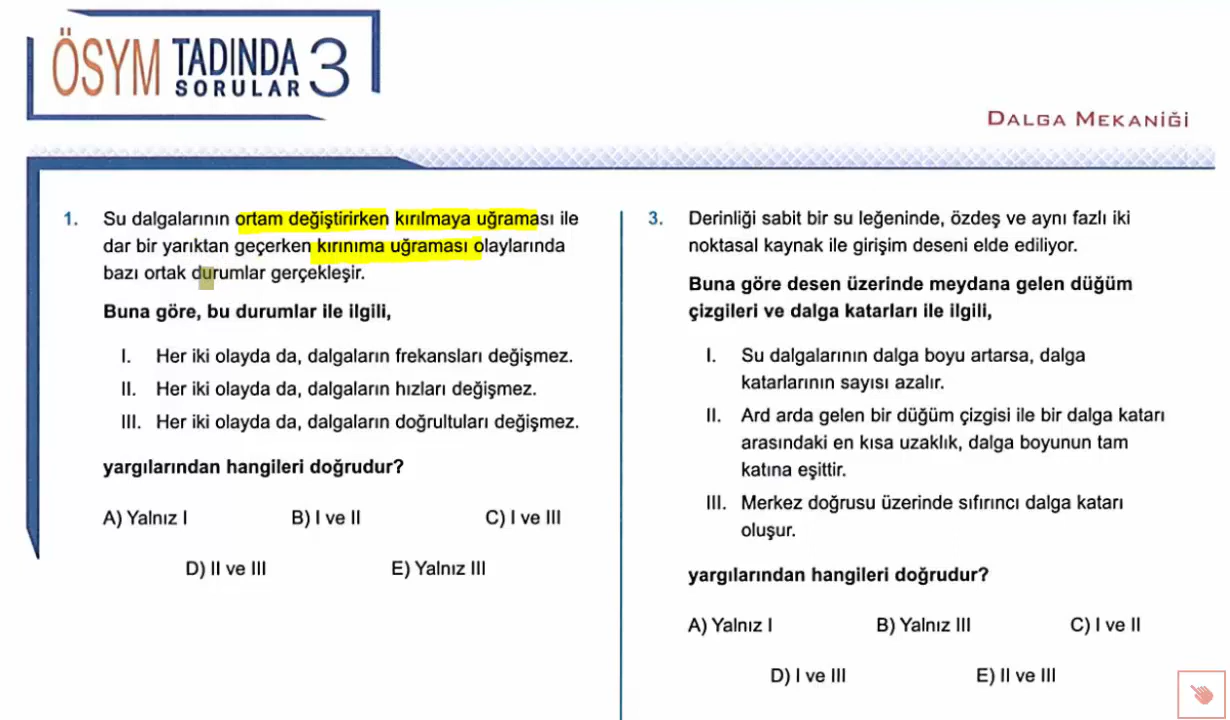 ÖSYM TADINDA SORULAR 3
DALGA MEKANİĞİ
1. Su dalgalarının ortam değiştirirken kırılmaya uğraması ile
dar bir yarıktan geçerken kırınıma uğraması olaylarında
bazı ortak durumlar gerçekleşir.
Buna göre, bu durumlar ile ilgili,
I. Her iki olayda da, dalgaların frekansları değişmez.
II. Her iki olayda da, dalgaların hızları değişmez.
III. Her iki olayda da, dalgaların doğrultuları değişmez.
yargılarından hangileri doğrudur?
A) Yalnız I B) I ve II C) I ve III
D) II ve III E) Yalnız III
3. Derinliği sabit bir su leğeninde, özdeş ve aynı fazlı iki
noktasal kaynak ile girişim deseni elde ediliyor.
Buna göre desen üzerinde meydana gelen düğüm
çizgileri ve dalga katarları ile ilgili,
I. Su dalgalarının dalga boyu artarsa, dalga
katarlarının sayısı azalır.
II. Ard arda gelen bir düğüm çizgisi ile bir dalga katarı
arasındaki en kısa uzaklık, dalga boyunun tam
katına eşittir.
III. Merkez doğrusu üzerinde sıfırıncı dalga katarı
oluşur.
yargılarından hangileri doğrudur?
A) Yalnız I B) Yalnız III C) I ve II
D) I ve III E) II ve III